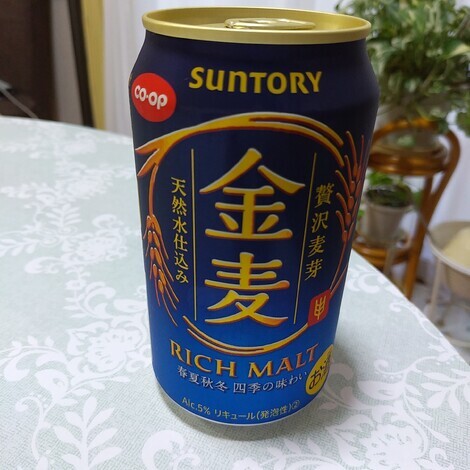 co·op
SUNTORY
贅沢麦芽
金麦
天然水仕込み
RICH MALT
春夏秋冬 四季の味わい
お酒
Alc.5% リキュール(発泡性)②